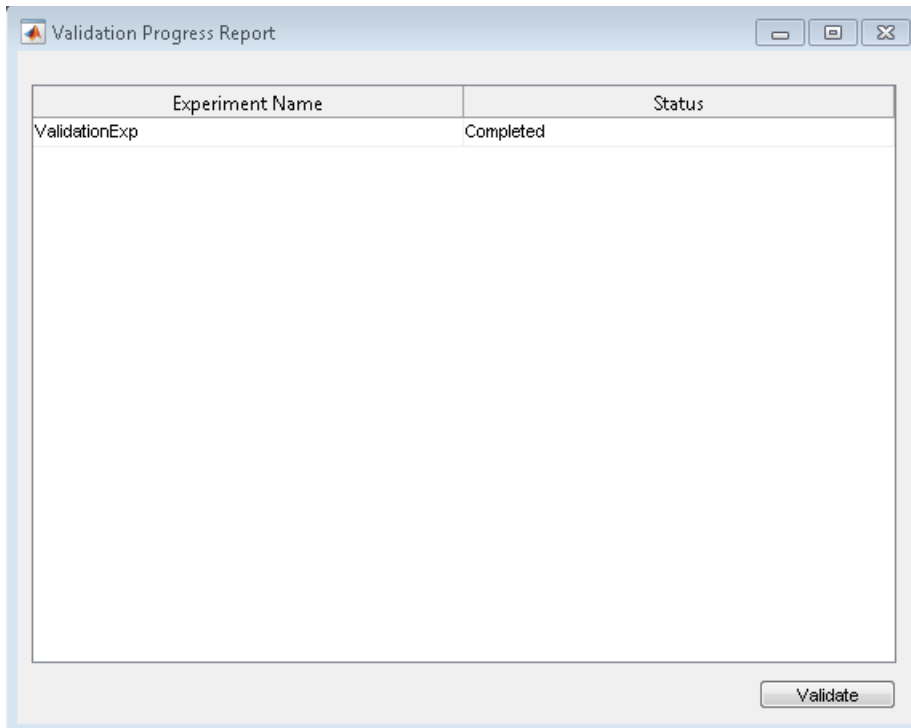 Validation Progress Report
Experiment Name Status
ValidationExp Completed
Validate